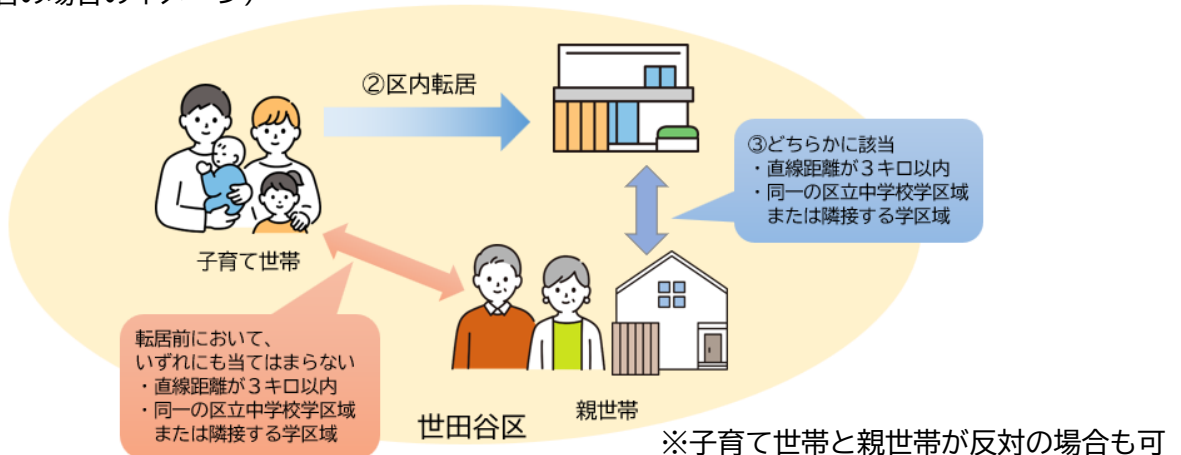 ②区内転居
③どちらかに該当
・直線距離が３キロ以内
・同一の区立中学校学区域
または隣接する学区域
子育て世帯
転居前において、
いずれにも当てはまらない
・直線距離が３キロ以内
・同一の区立中学校学区域
または隣接する学区域
世田谷区
親世帯
※子育て世帯と親世帯が反対の場合も可